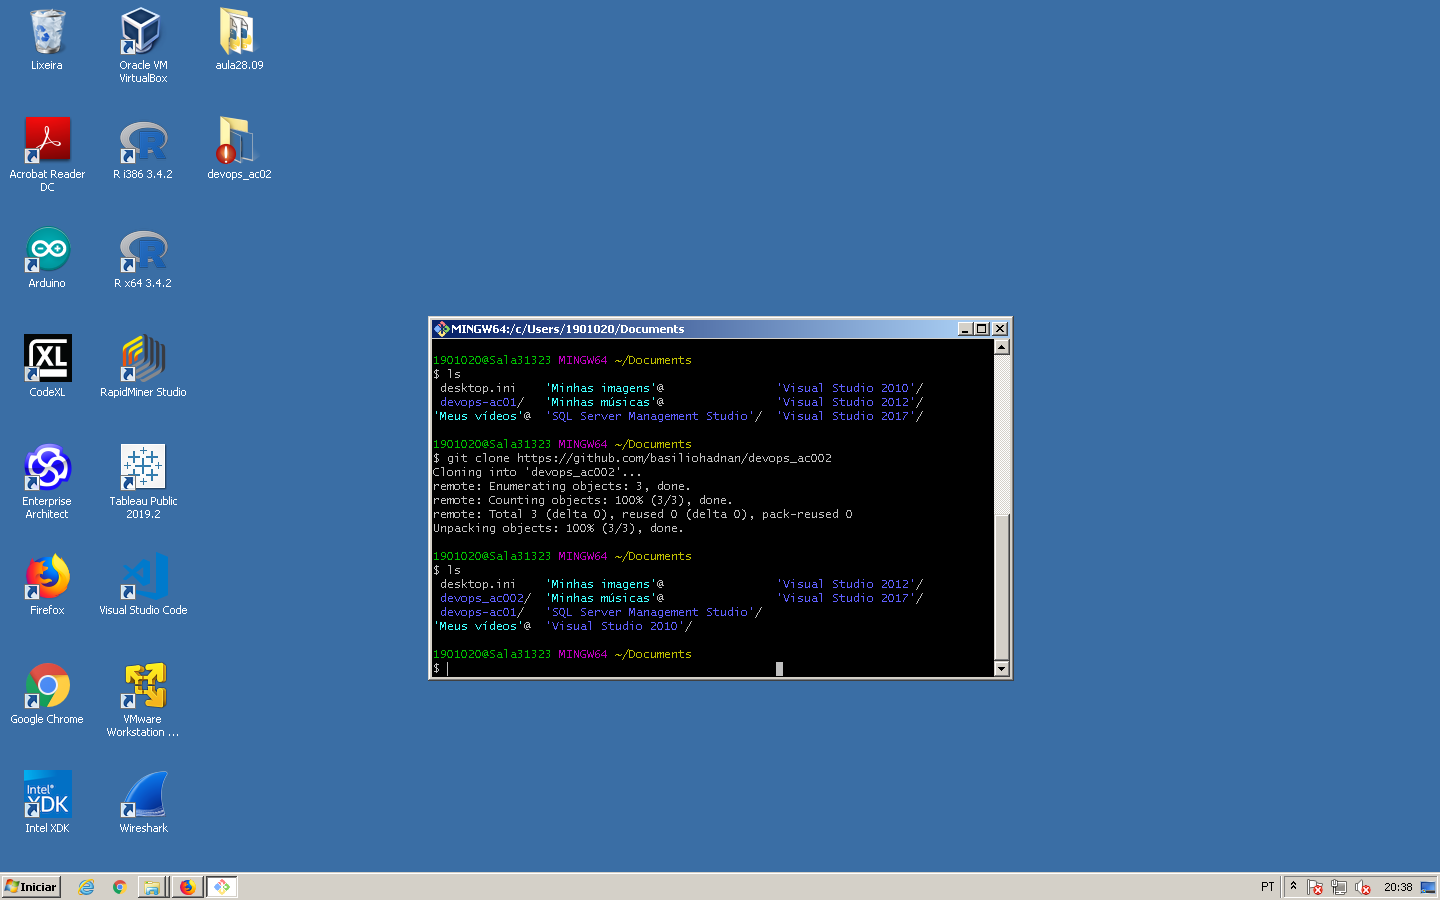 Lixeira
Oracle VM
VirtualBox
aula28.09
Acrobat Reader
DC
R i386 3.4.2
devops_ac02
Arduino
R x64 3.4.2
CodeXL
RapidMiner Studio
Enterprise
Architect
Tableau Public
2019.2
Firefox
Visual Studio Code
Google Chrome
VMware
Workstation ...
Intel®
XDK
Intel XDK
Wireshark
MINGW64:/c/Users/1901020/Documents
1901020@Sala31323 MINGW64 ~/Documents
$ ls
desktop.ini 'Minhas imagens'@ 'Visual Studio 2010'/
devops-ac01/ 'Minhas músicas'@ 'Visual Studio 2012'/
'Meus vídeos'@ 'SQL Server Management Studio'/ 'Visual Studio 2017'/
1901020@Sala31323 MINGW64 ~/Documents
$ git clone https://github.com/basiliohadnan/devops_ac002
Cloning into 'devops_ac002'...
remote: Enumerating objects: 3, done.
remote: Counting objects: 100% (3/3), done.
remote: Total 3 (delta 0), reused 0 (delta 0), pack-reused 0
Unpacking objects: 100% (3/3), done.
1901020@Sala31323 MINGW64 ~/Documents
$ ls
desktop.ini 'Minhas imagens'@ 'Visual Studio 2012'/
devops_ac002/ 'Minhas músicas'@ 'Visual Studio 2017'/
devops-ac01/ 'SQL Server Management Studio'/
'Meus vídeos'@ 'Visual Studio 2010'/
1901020@Sala31323 MINGW64 ~/Documents
$
Iniciar
PT
20:38